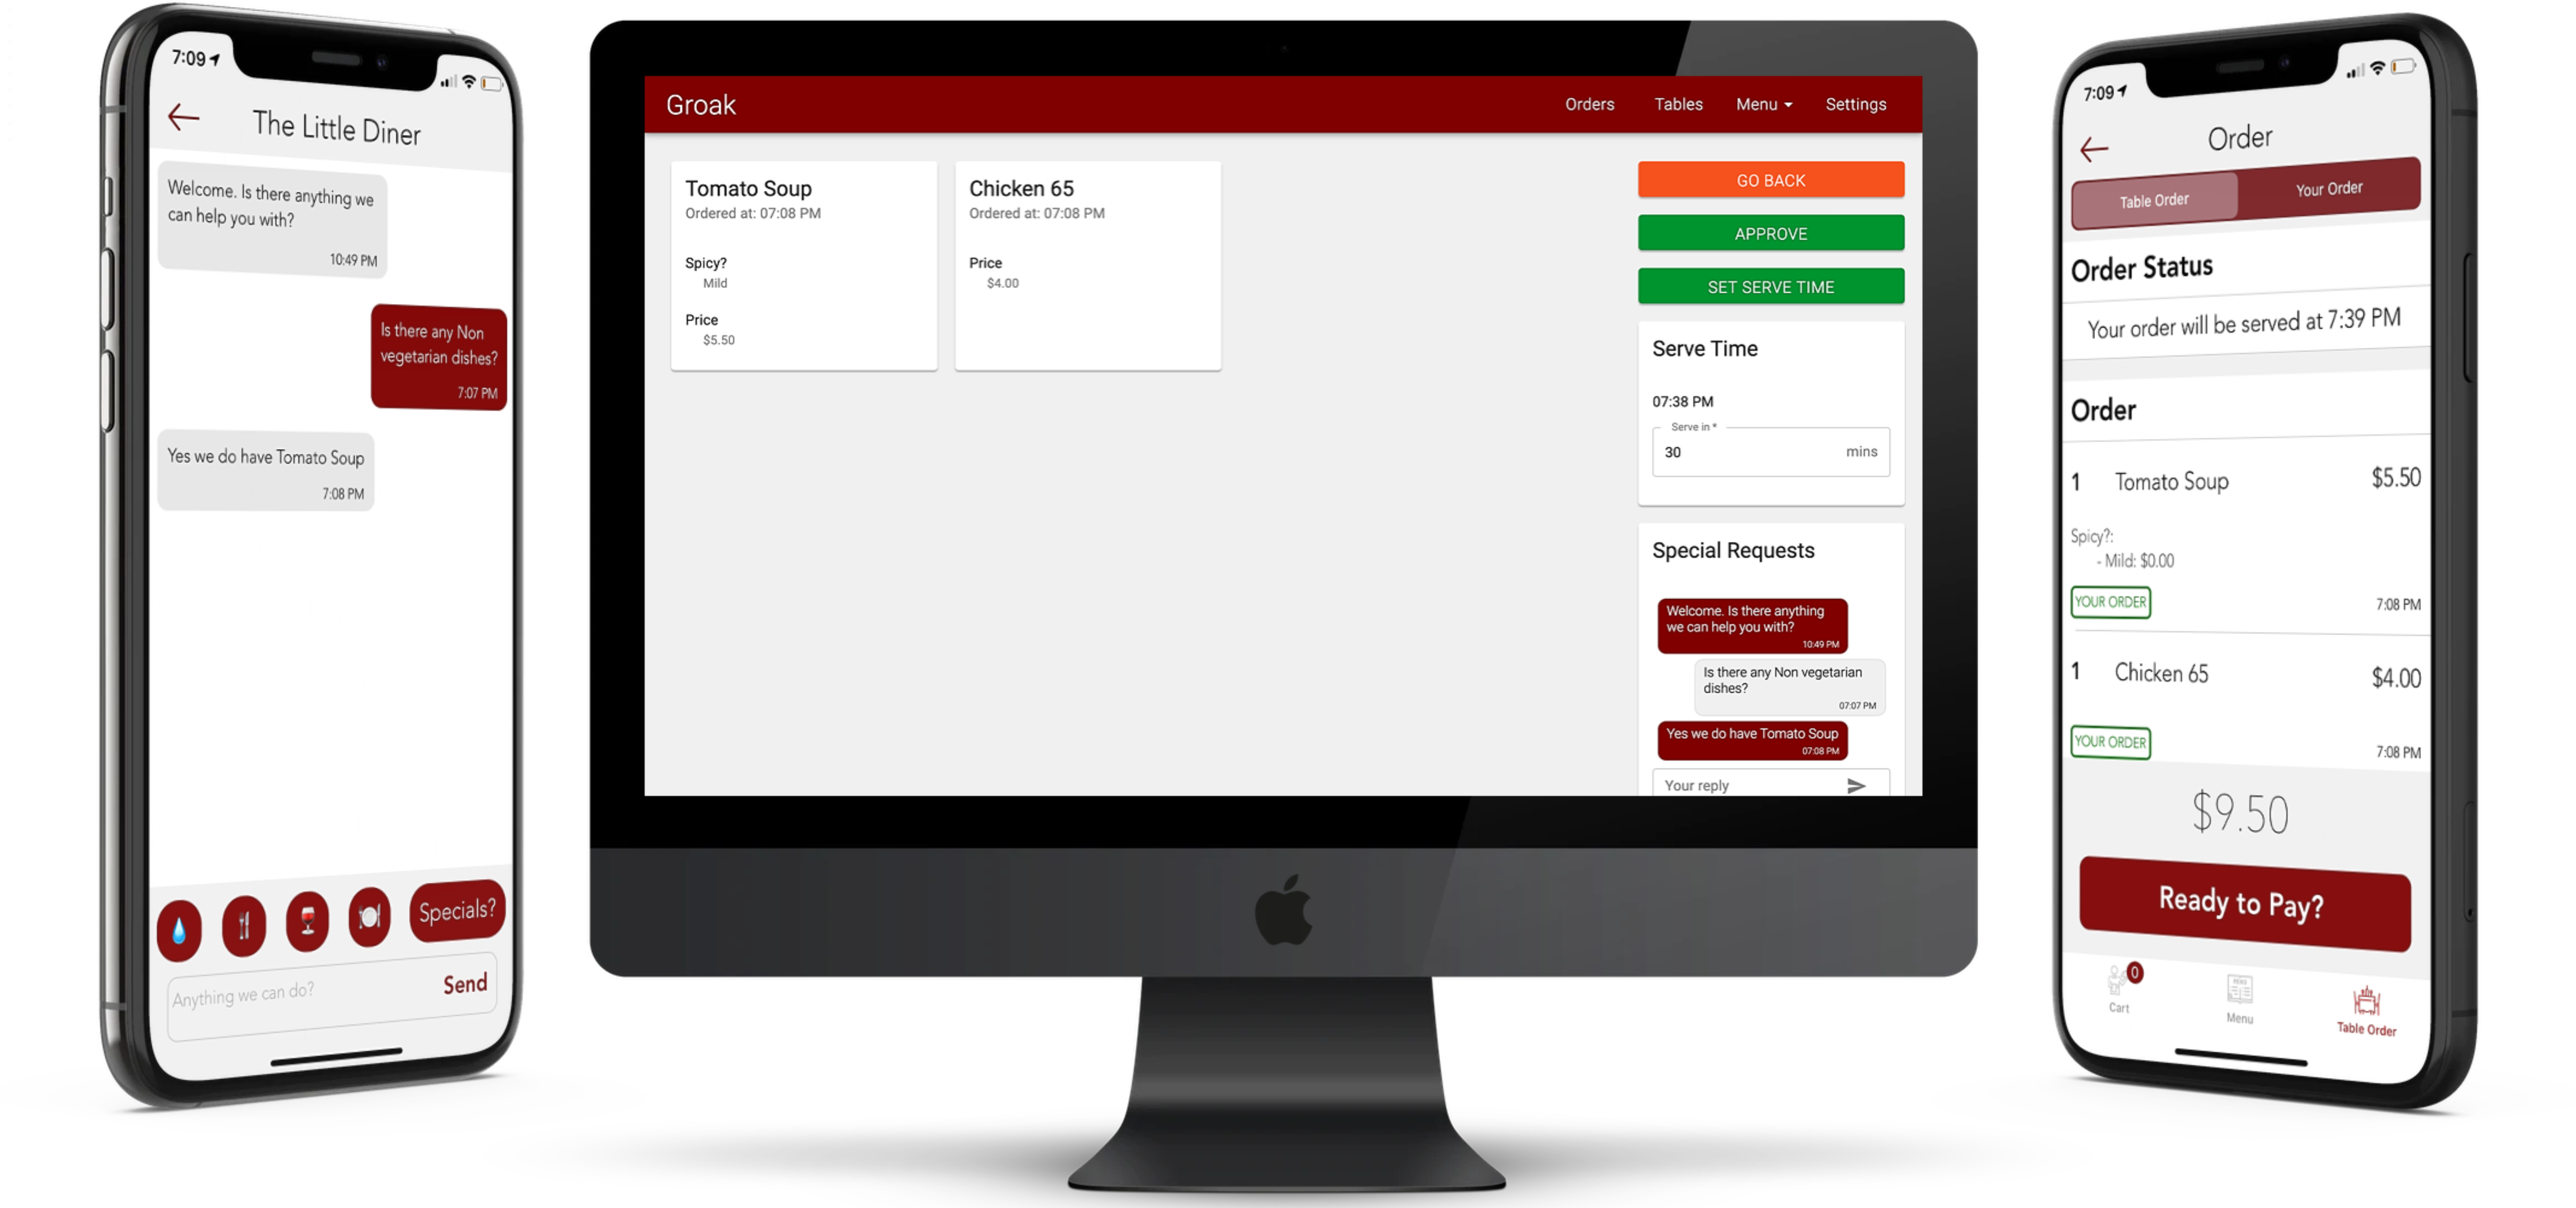 7:09
The Little Diner
Welcome. Is there anything we
can help you with?
10:49 PM
Is there any Non
vegetarian dishes?
7:07 PM
Yes we do have Tomato Soup
7:08 PM
Specials?
Anything we can do?
Send
Groak
Orders
Tables
Menu
Settings
Tomato Soup
Ordered at: 07:08 PM
Spicy?
Mild
Price
$5.50
Chicken 65
Ordered at: 07:08 PM
Price
$4.00
GO BACK
APPROVE
SET SERVE TIME
Serve Time
07:38 PM
Serve in *
30
mins
Special Requests
Welcome. Is there anything
we can help you with?
10:49 PM
Is there any Non vegetarian
dishes?
07:07 PM
Yes we do have Tomato Soup
07:08 PM
Your reply
7:09
Order
Table Order
Your Order
Order Status
Your order will be served at 7:39 PM
Order
1 Tomato Soup $5.50
Spicy?:
- Mild: $0.00
YOUR ORDER
7:08 PM
1 Chicken 65 $4.00
YOUR ORDER
7:08 PM
$9.50
Ready to Pay?
0
Cart
MENU
Menu
Table Order